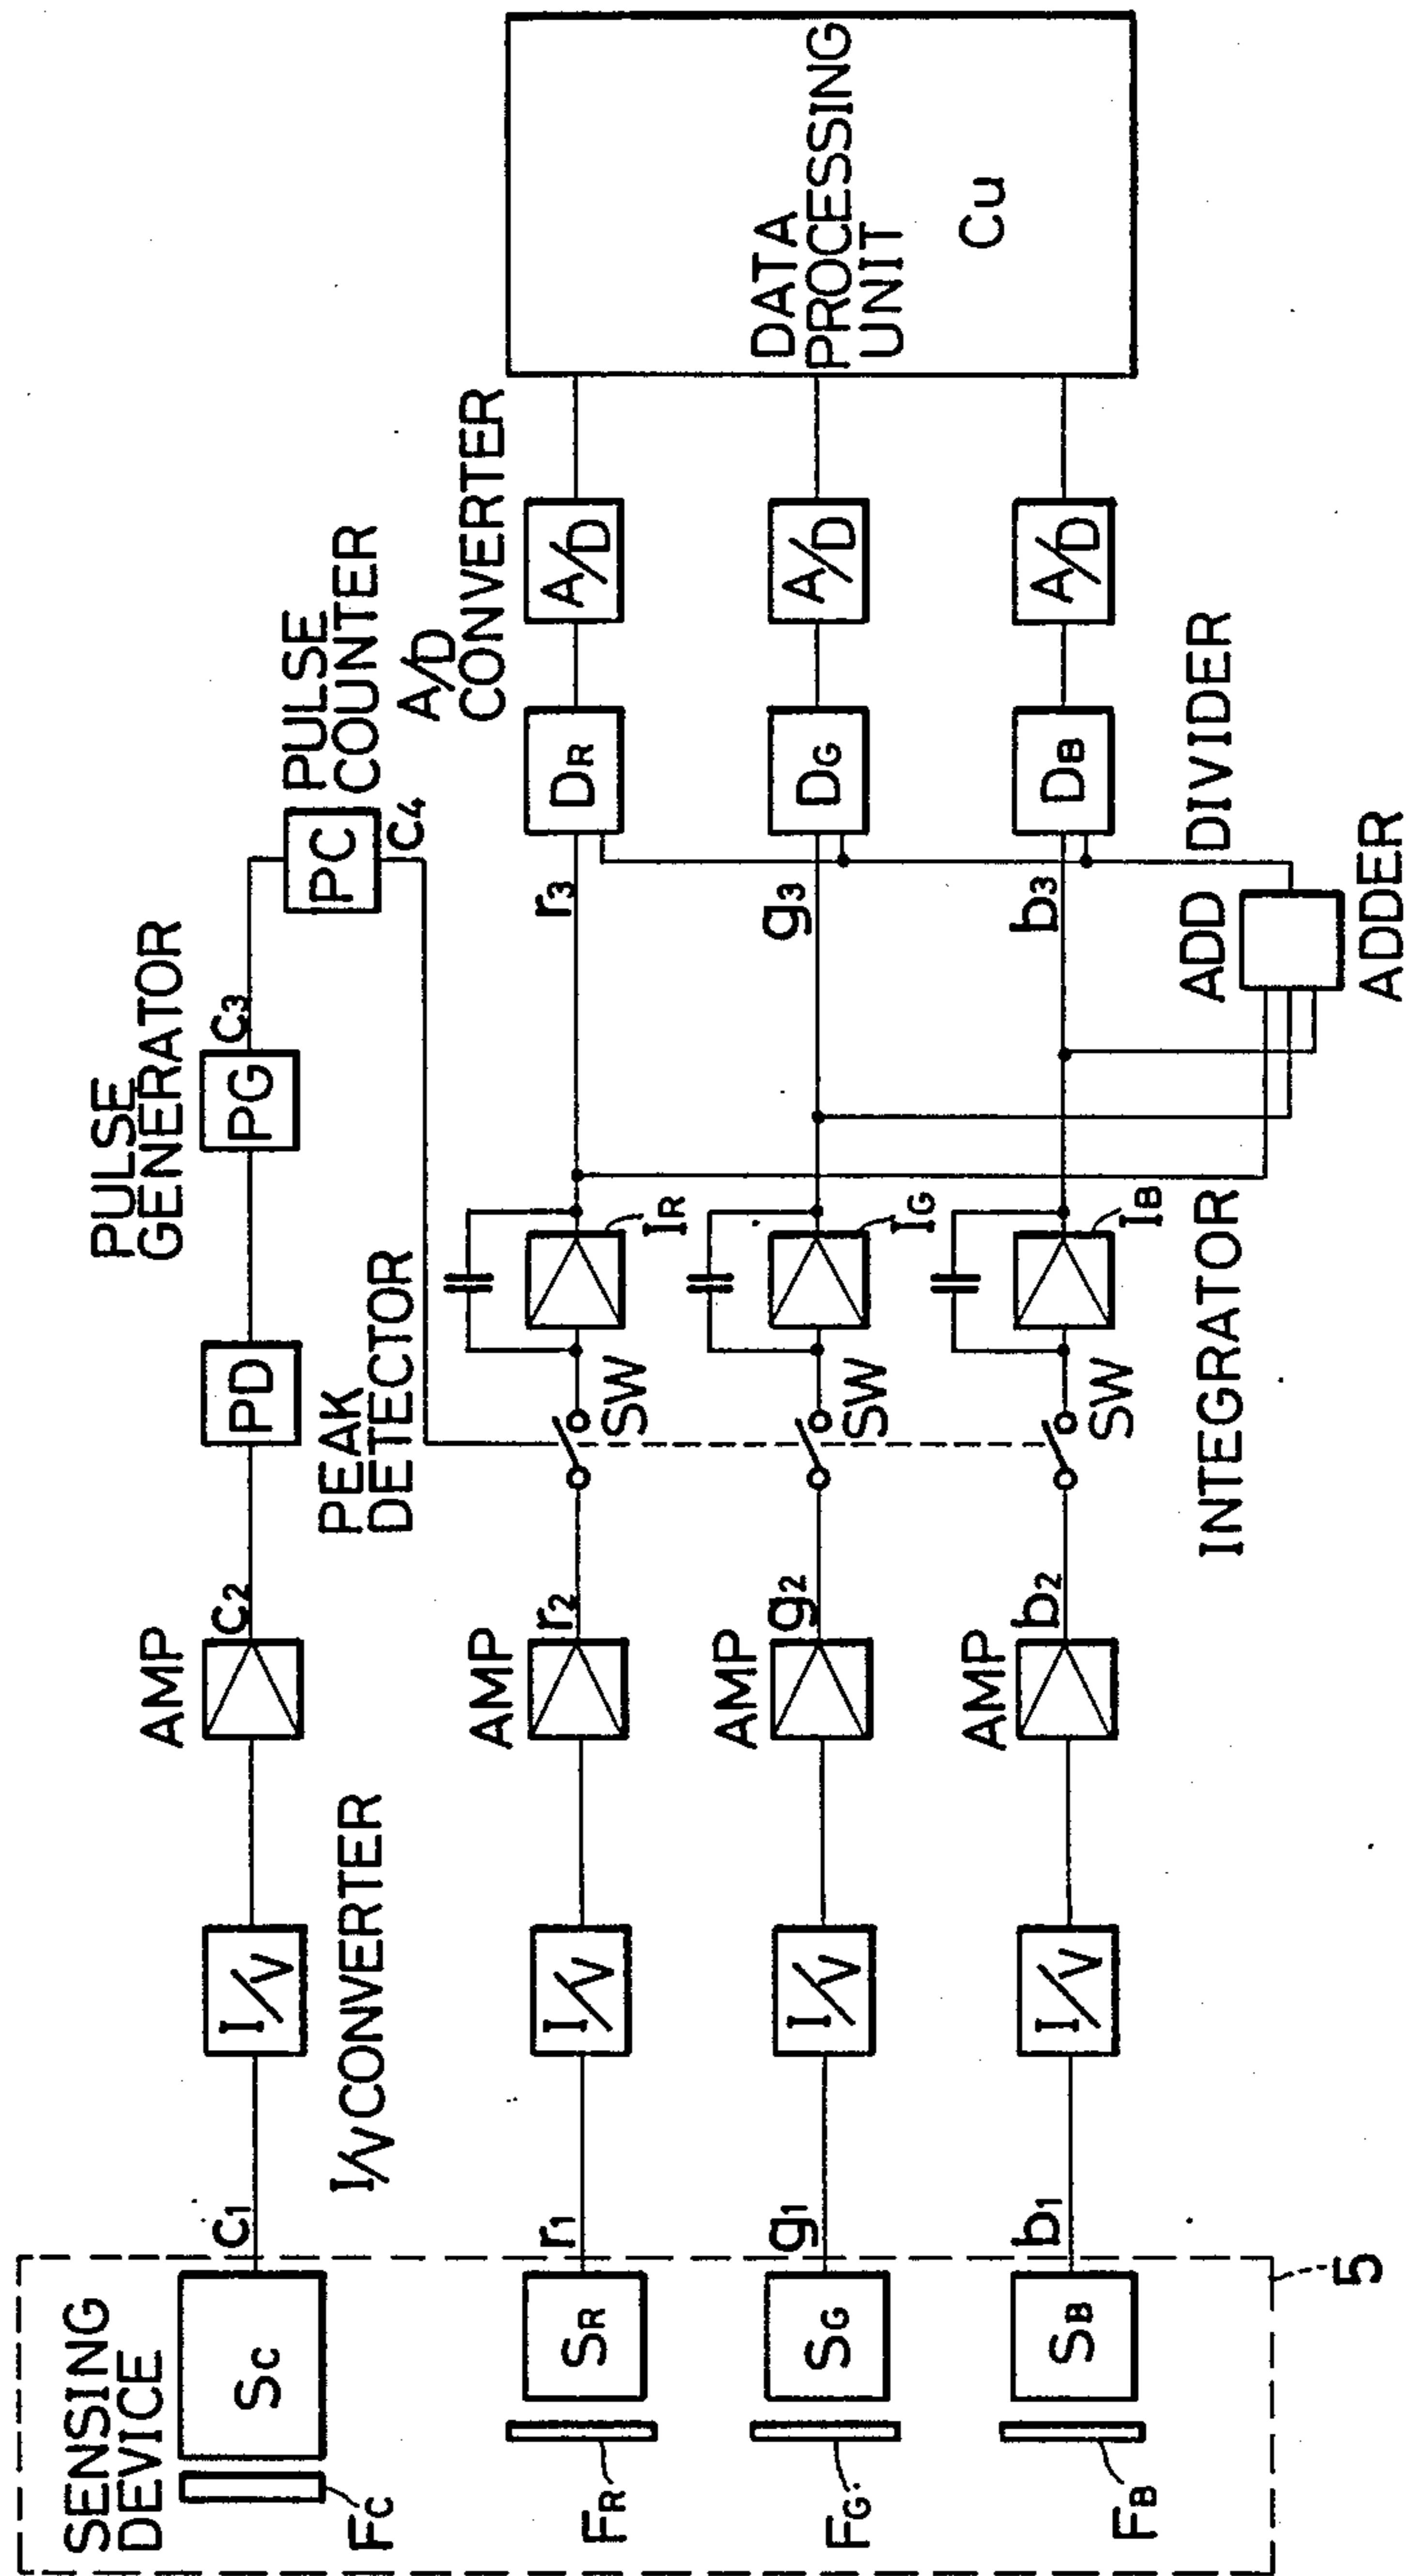 SENSING
DEVICE
Sc
Fc
c1
I/V
I/V CONVERTER
AMP
c2
PD
PEAK
DETECTOR
PULSE
GENERATOR
PG
c3
PC
PULSE
COUNTER
c4
A/D
CONVERTER
FR
SR
r1
I/V
AMP
r2
SW
IR
r3
DR
A/D
FG
SG
g1
I/V
AMP
g2
SW
IG
g3
DG
A/D
FB
SB
b1
I/V
AMP
b2
SW
IB
b3
DB
A/D
DATA
PROCESSING
UNIT
Cu
INTEGRATOR
ADD
ADDER
DIVIDER
5